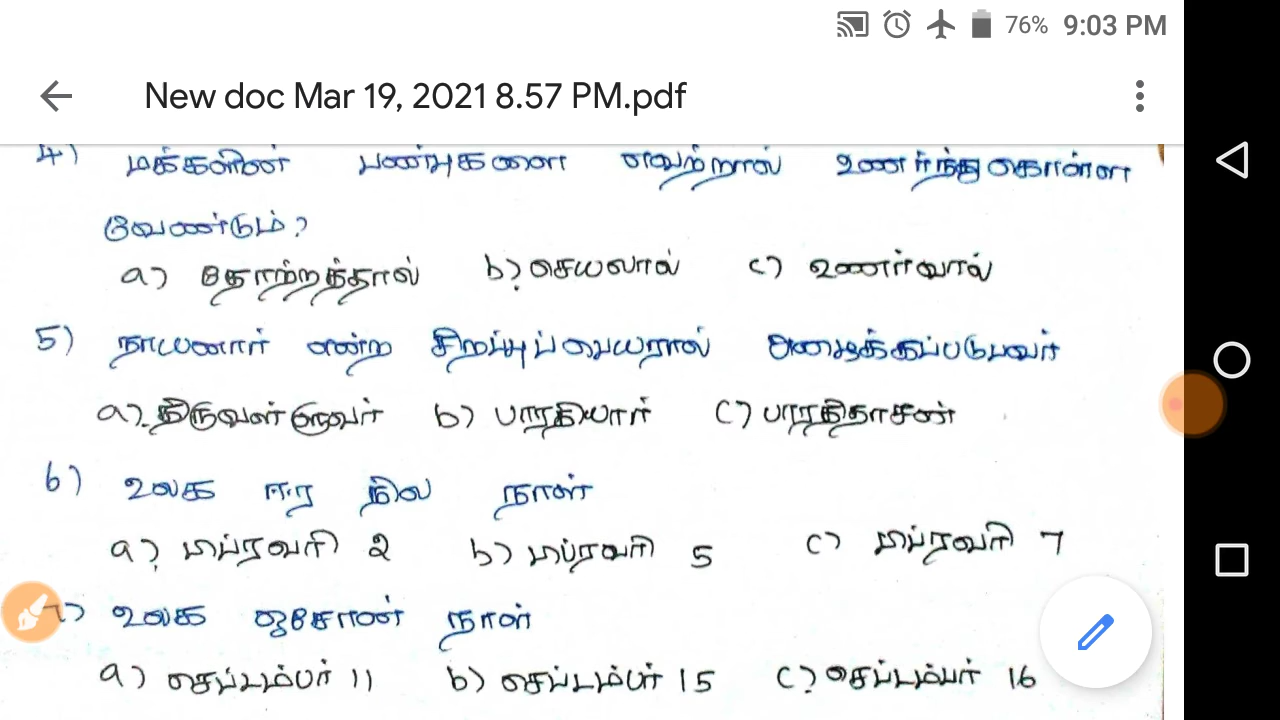 76% 9:03 PM
New doc Mar 19, 2021 8.57 PM.pdf
4) மக்களின் பண்புகளை எவற்றால் உணர்ந்துகொள்ள
வேண்டும்?
a) தோற்றத்தால் b) செயலால் c) உணர்வால்
5) நாயனார் என்ற சிறப்புப்பெயரால் அழைக்கப்படுபவர்
a) திருவள்ளுவர் b) பாரதியார் c) பாரதிதாசன்
6) உலக ஈர நில நாள்
a) பிப்ரவரி 2 b) பிப்ரவரி 5 c) பிப்ரவரி 7
7) உலக ஓசோன் நாள்
a) செப்டம்பர் 11 b) செப்டம்பர் 15 c) செப்டம்பர் 16